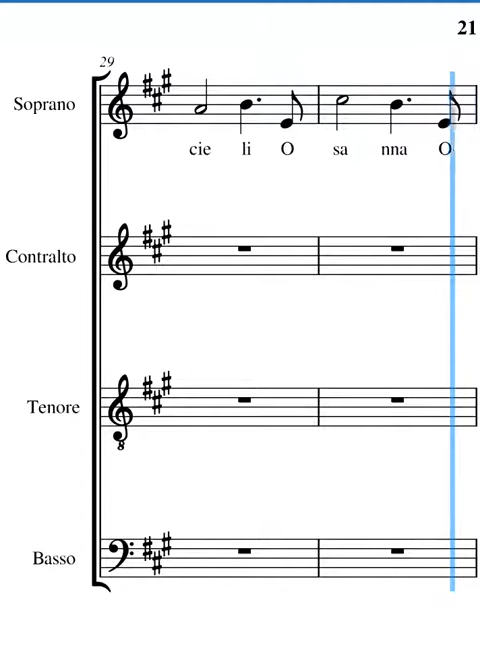 21
29
Soprano
cie li O sa nna O
Contralto
Tenore
8
Basso